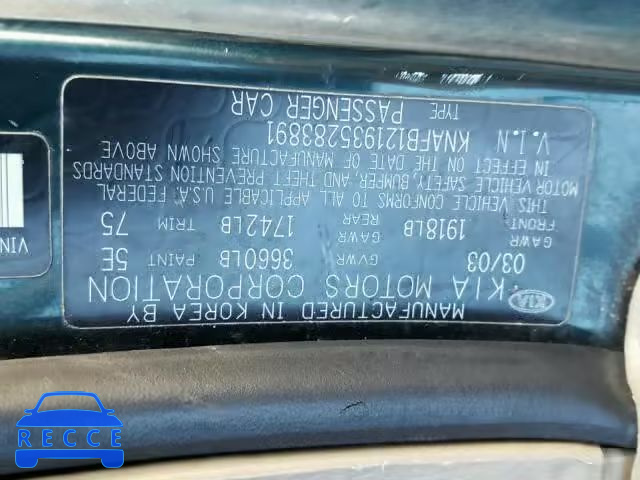 MANUFACTURED IN KOREA BY
KIA
KIA MOTORS CORPORATION
03/03 GVWR 3660LB PAINT 5E
GAWR FRONT 1918LB GAWR REAR 1742LB TRIM 75
THIS VEHICLE CONFORMS TO ALL APPLICABLE U.S.A. FEDERAL
MOTOR VEHICLE SAFETY, BUMPER, AND THEFT PREVENTION STANDARDS
IN EFFECT ON THE DATE OF MANUFACTURE SHOWN ABOVE
V.I.N KNAFB121935283891
TYPE PASSENGER CAR
VIN
RECCE